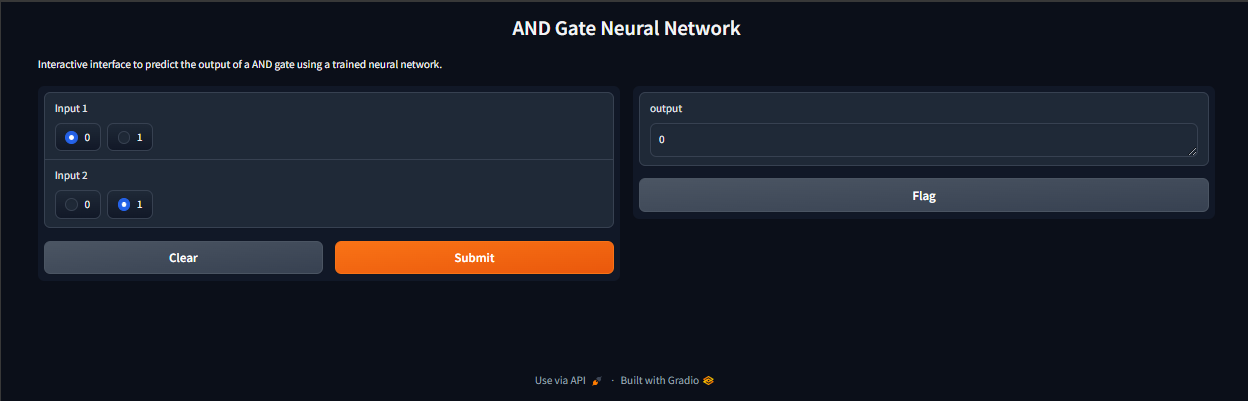 AND Gate Neural Network
Interactive interface to predict the output of a AND gate using a trained neural network.
Input 1
0 1
Input 2
0 1
Clear Submit
output
0
Flag
Use via API · Built with Gradio